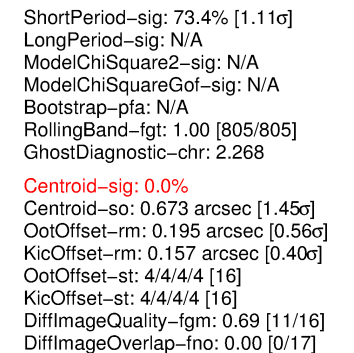 ShortPeriod−sig: 73.4% [1.11σ]
LongPeriod−sig: N/A
ModelChiSquare2−sig: N/A
ModelChiSquareGof−sig: N/A
Bootstrap−pfa: N/A
RollingBand−fgt: 1.00 [805/805]
GhostDiagnostic−chr: 2.268
Centroid−sig: 0.0%
Centroid−so: 0.673 arcsec [1.45σ]
OotOffset−rm: 0.195 arcsec [0.56σ]
KicOffset−rm: 0.157 arcsec [0.40σ]
OotOffset−st: 4/4/4/4 [16]
KicOffset−st: 4/4/4/4 [16]
DiffImageQuality−fgm: 0.69 [11/16]
DiffImageOverlap−fno: 0.00 [0/17]